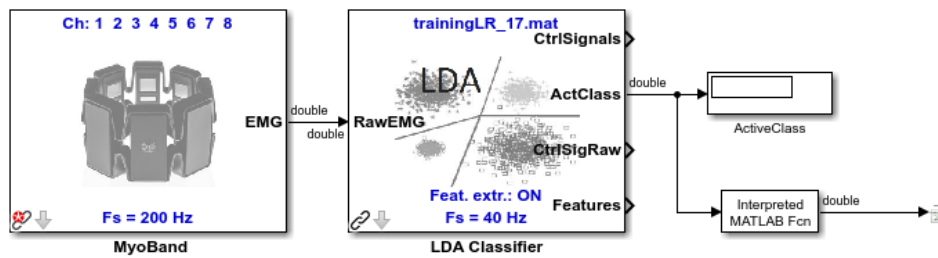 Ch: 1 2 3 4 5 6 7 8
EMG
Fs = 200 Hz
MyoBand
double
double
trainingLR_17.mat
CtrlSignals
LDA
ActClass
RawEMG
CtrlSigRaw
Feat. extr.: ON
Features
Fs = 40 Hz
LDA Classifier
double
ActiveClass
Interpreted
MATLAB Fcn
double